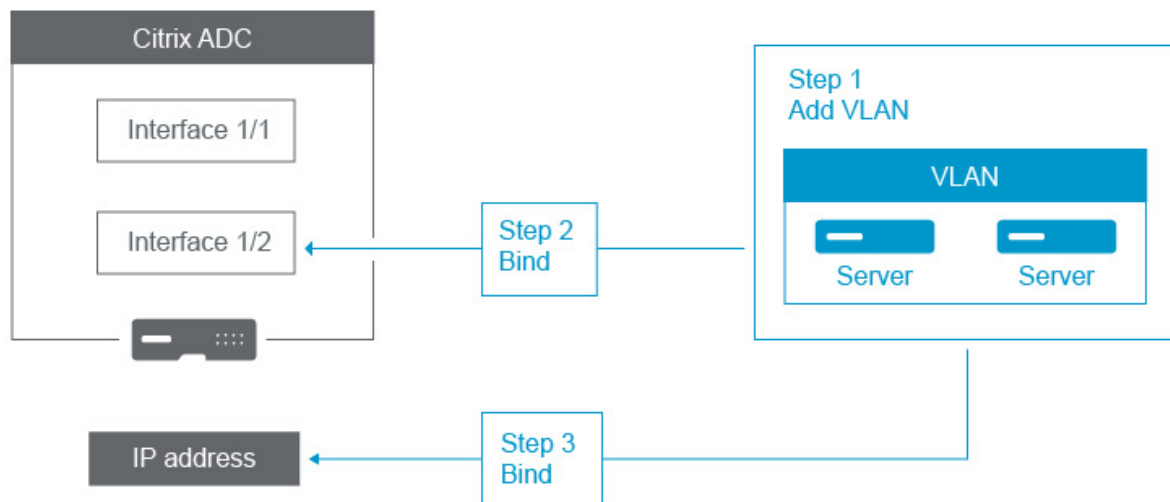 Citrix ADC
Interface 1/1
Interface 1/2
Step 1
Add VLAN
VLAN
Server
Server
Step 2
Bind
IP address
Step 3
Bind